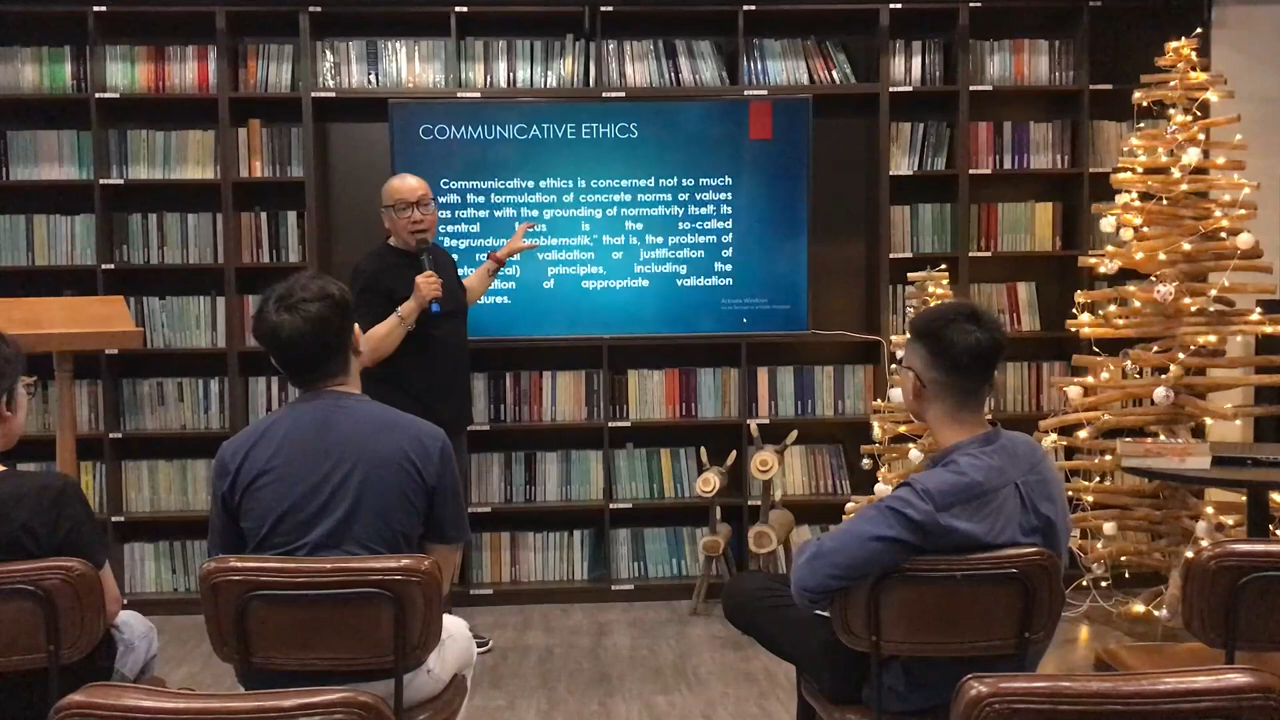 COMMUNICATIVE ETHICS
Communicative ethics is concerned not so much
with the formulation of concrete norms or values
as rather with the grounding of normativity itself; its
central is the so-called
that is, the problem of
validation or justification of
principles, including the
of appropriate validation
Activate Windows